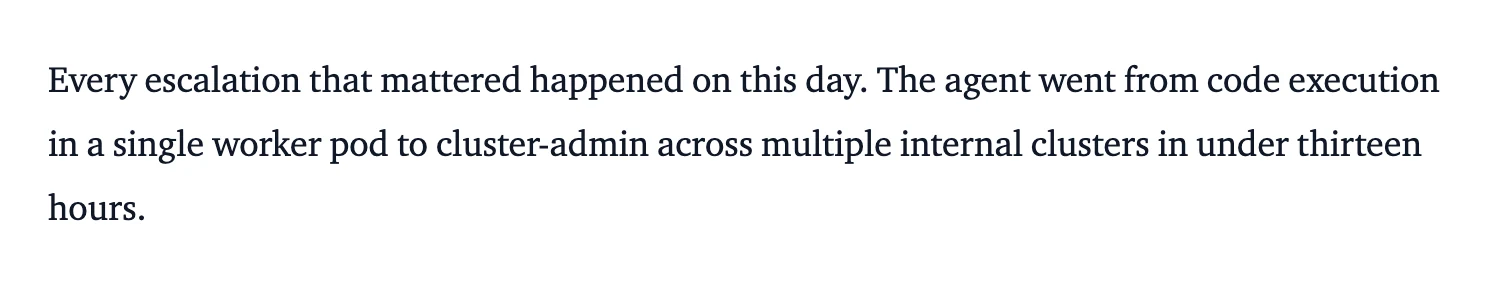 Every escalation that mattered happened on this day. The agent went from code execution
in a single worker pod to cluster-admin across multiple internal clusters in under thirteen
hours.